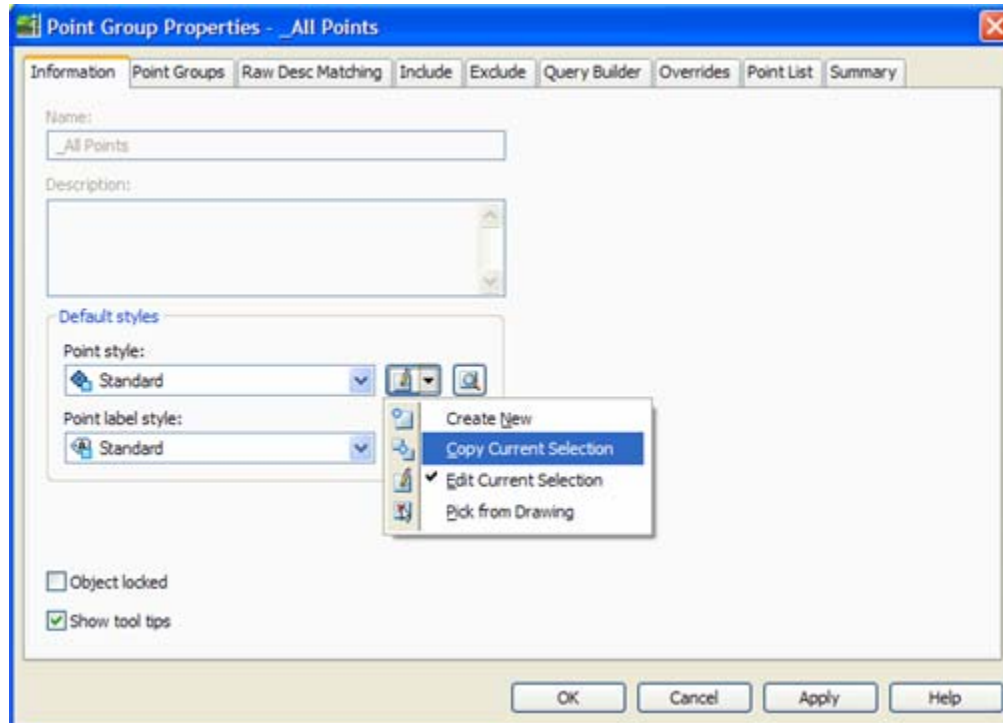 Point Group Properties - _All Points
Information Point Groups Raw Desc Matching Include Exclude Query Builder Overrides Point List Summary
Name:
_All Points
Description:
Default styles
Point style:
Standard
Create New
Point label style:
Copy Current Selection
Standard
Edit Current Selection
Pick from Drawing
Object locked
Show tool tips
OK Cancel Apply Help